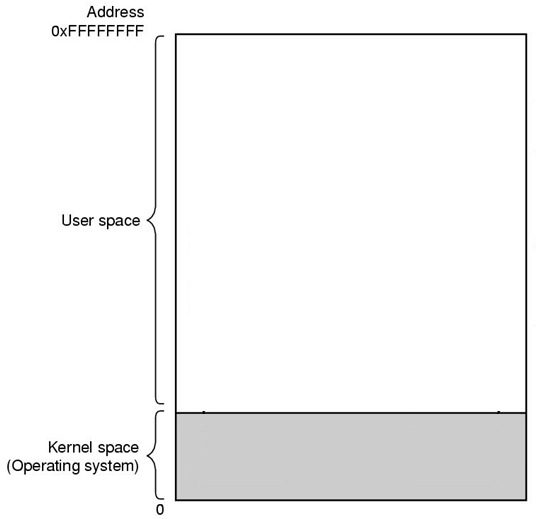 Address
0xFFFFFFFF
User space
Kernel space
(Operating system)
0